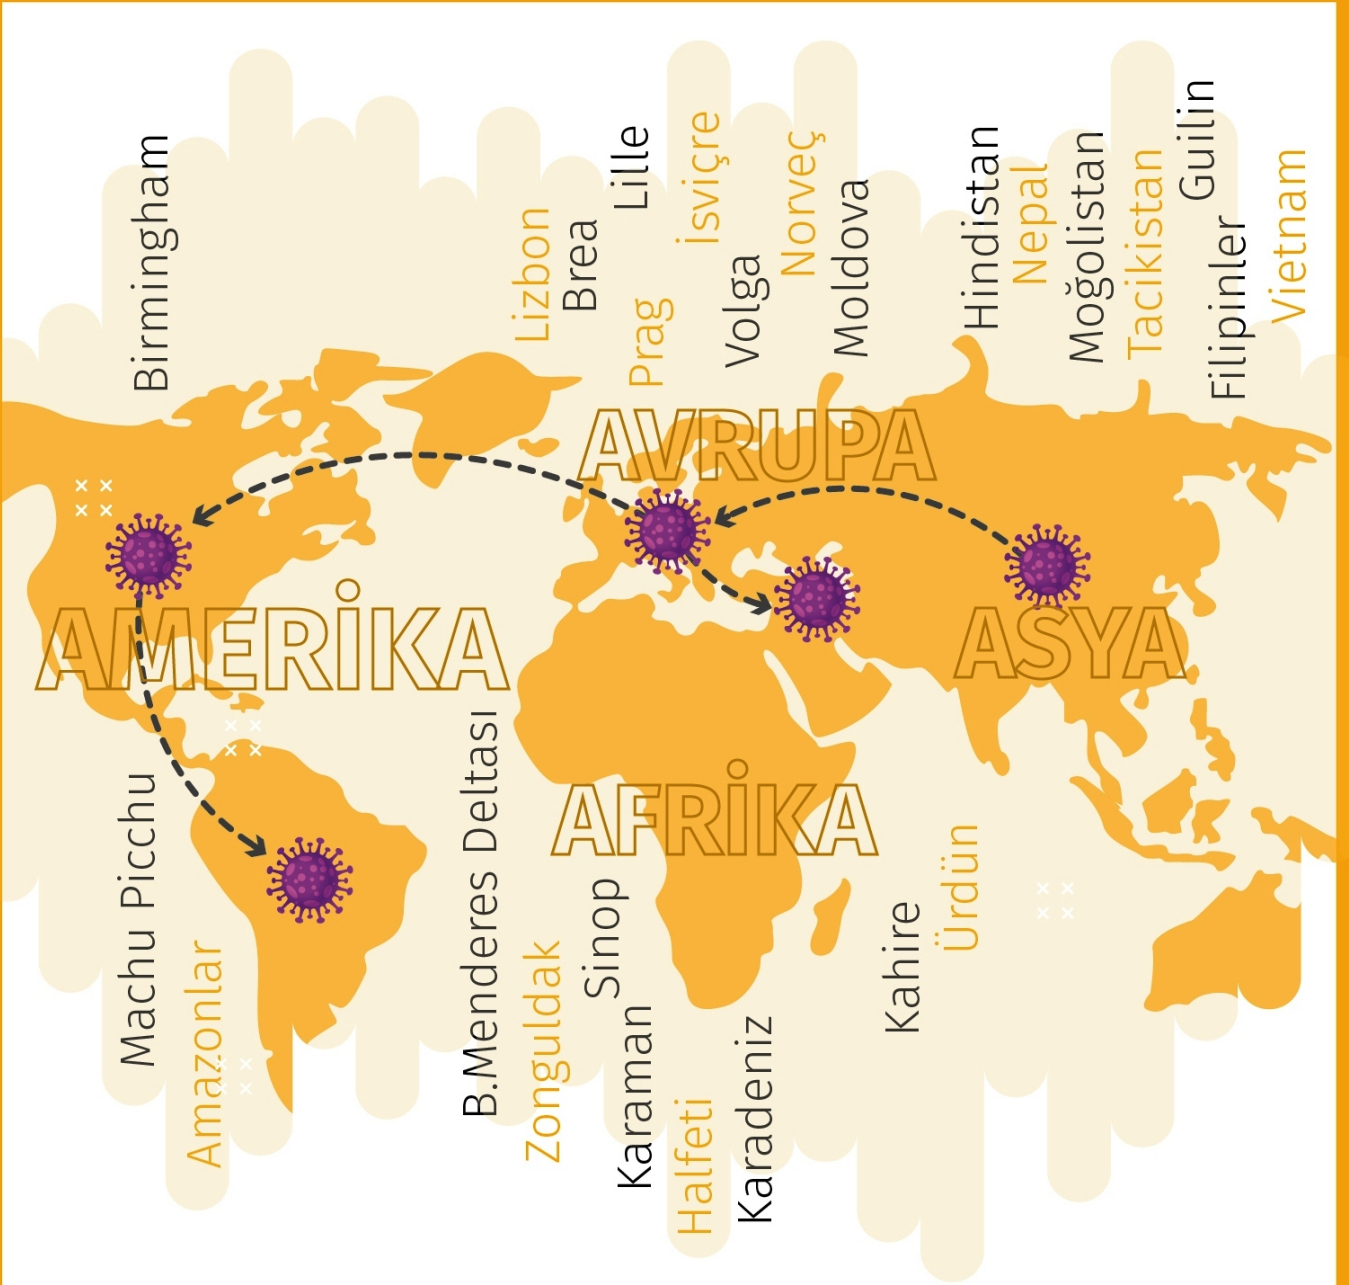 Birmingham
Lizbon
Brea
Lille
Prag
İsviçre
Volga
Norveç
Moldova
Hindistan
Nepal
Moğolistan
Tacikistan
Guilin
Filipinler
Vietnam
AVRUPA
AMERİKA
ASYA
AFRİKA
Machu Picchu
Amazonlar
B.Menderes Deltası
Zonguldak
Sinop
Karaman
Halfeti
Karadeniz
Kahire
Ürdün